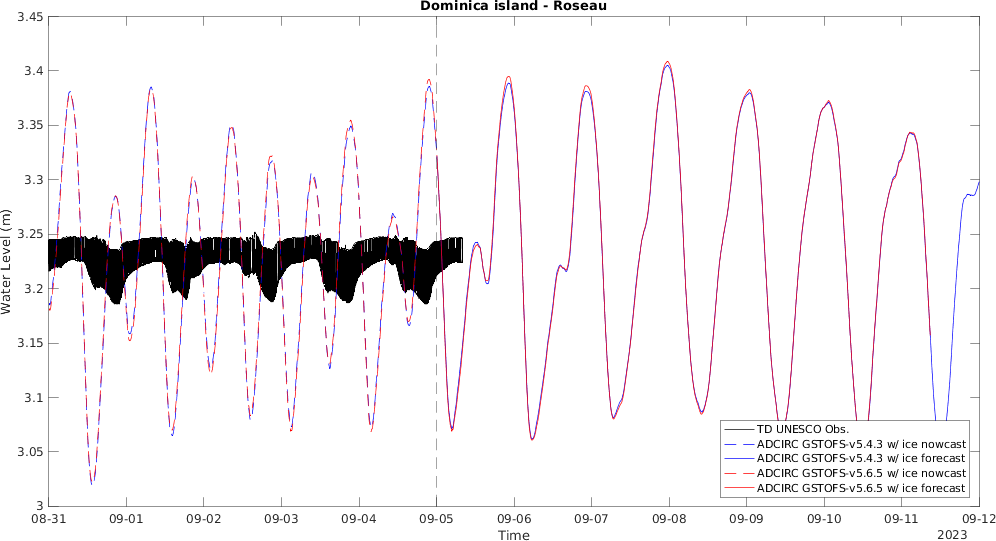 Dominica island - Roseau
3.45
3.4
3.35
3.3
3.25
3.2
3.15
3.1
3.05
3
Water Level (m)
08-31 09-01 09-02 09-03 09-04 09-05 09-06 09-07 09-08 09-09 09-10 09-11 09-12
Time
2023
TD UNESCO Obs.
ADCIRC GSTOFS-v5.4.3 w/ ice nowcast
ADCIRC GSTOFS-v5.4.3 w/ ice forecast
ADCIRC GSTOFS-v5.6.5 w/ ice nowcast
ADCIRC GSTOFS-v5.6.5 w/ ice forecast